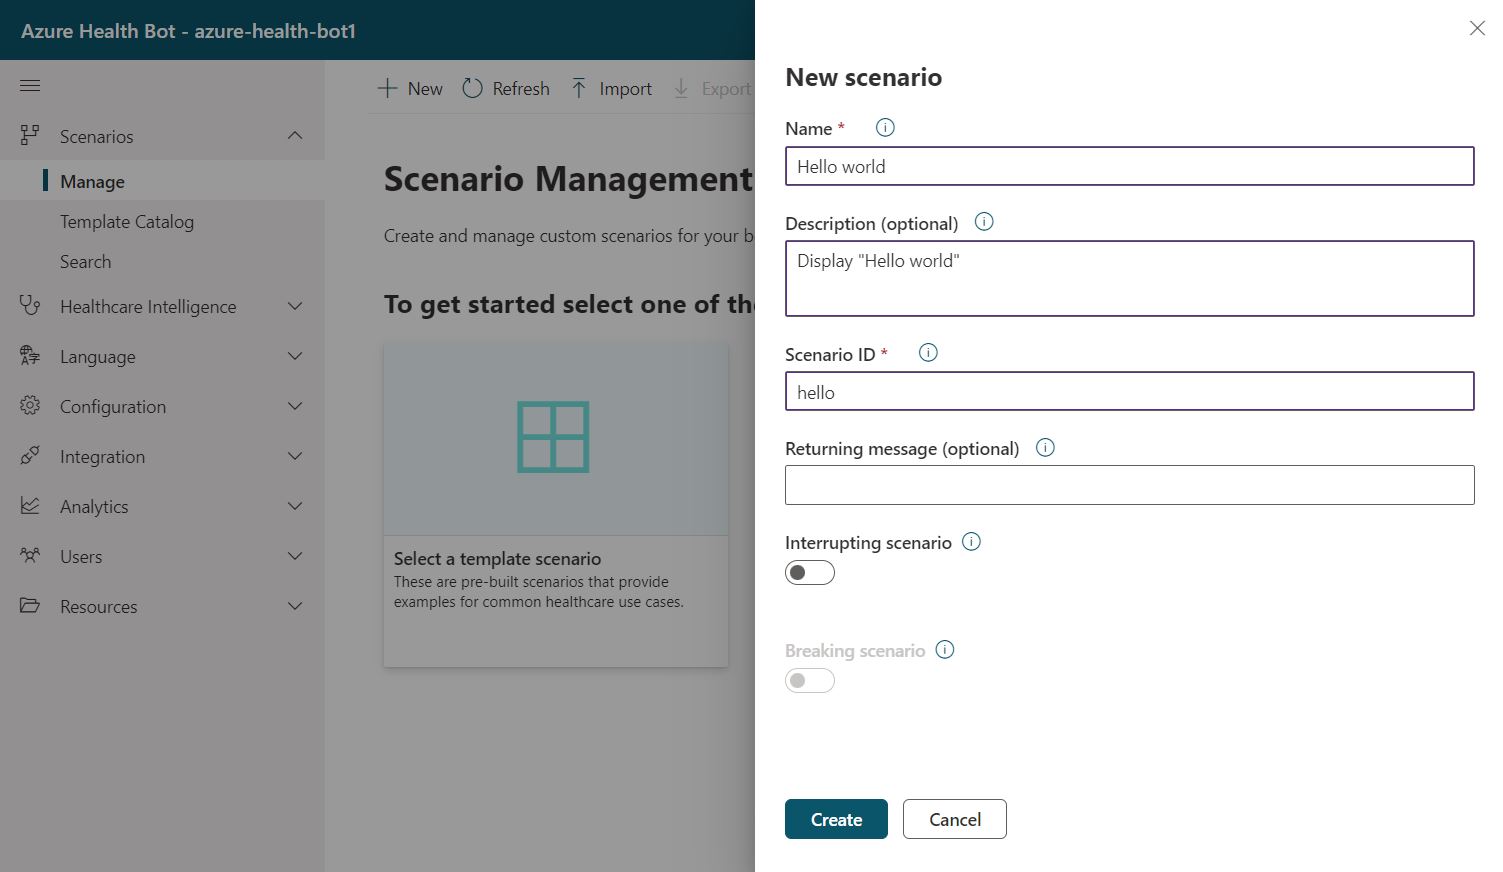 Azure Health Bot - azure-health-bot1
Scenarios
Manage
Template Catalog
Search
Healthcare Intelligence
Language
Configuration
Integration
Analytics
Users
Resources
New Refresh Import Export
Scenario Management
Create and manage custom scenarios for your b
To get started select one of the
Select a template scenario
These are pre-built scenarios that provide
examples for common healthcare use cases.
New scenario
Name *
Hello world
Description (optional)
Display "Hello world"
Scenario ID *
hello
Returning message (optional)
Interrupting scenario
Breaking scenario
Create Cancel